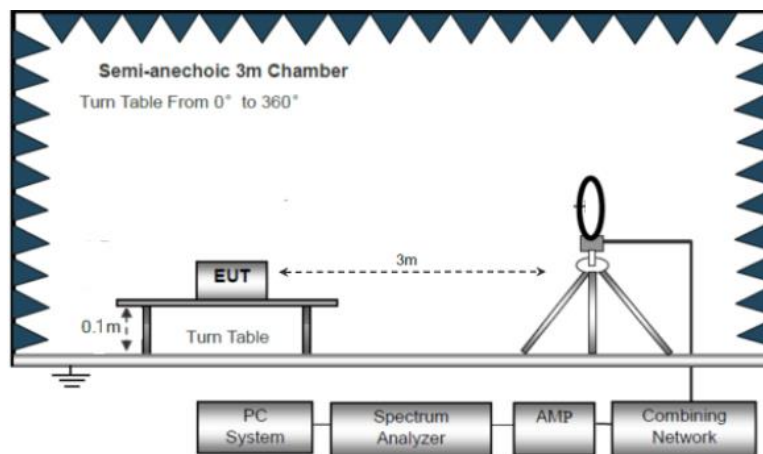 Semi-anechoic 3m Chamber
Turn Table From 0° to 360°
EUT
3m
0.1m
Turn Table
PC
System
Spectrum
Analyzer
AMP
Combining
Network